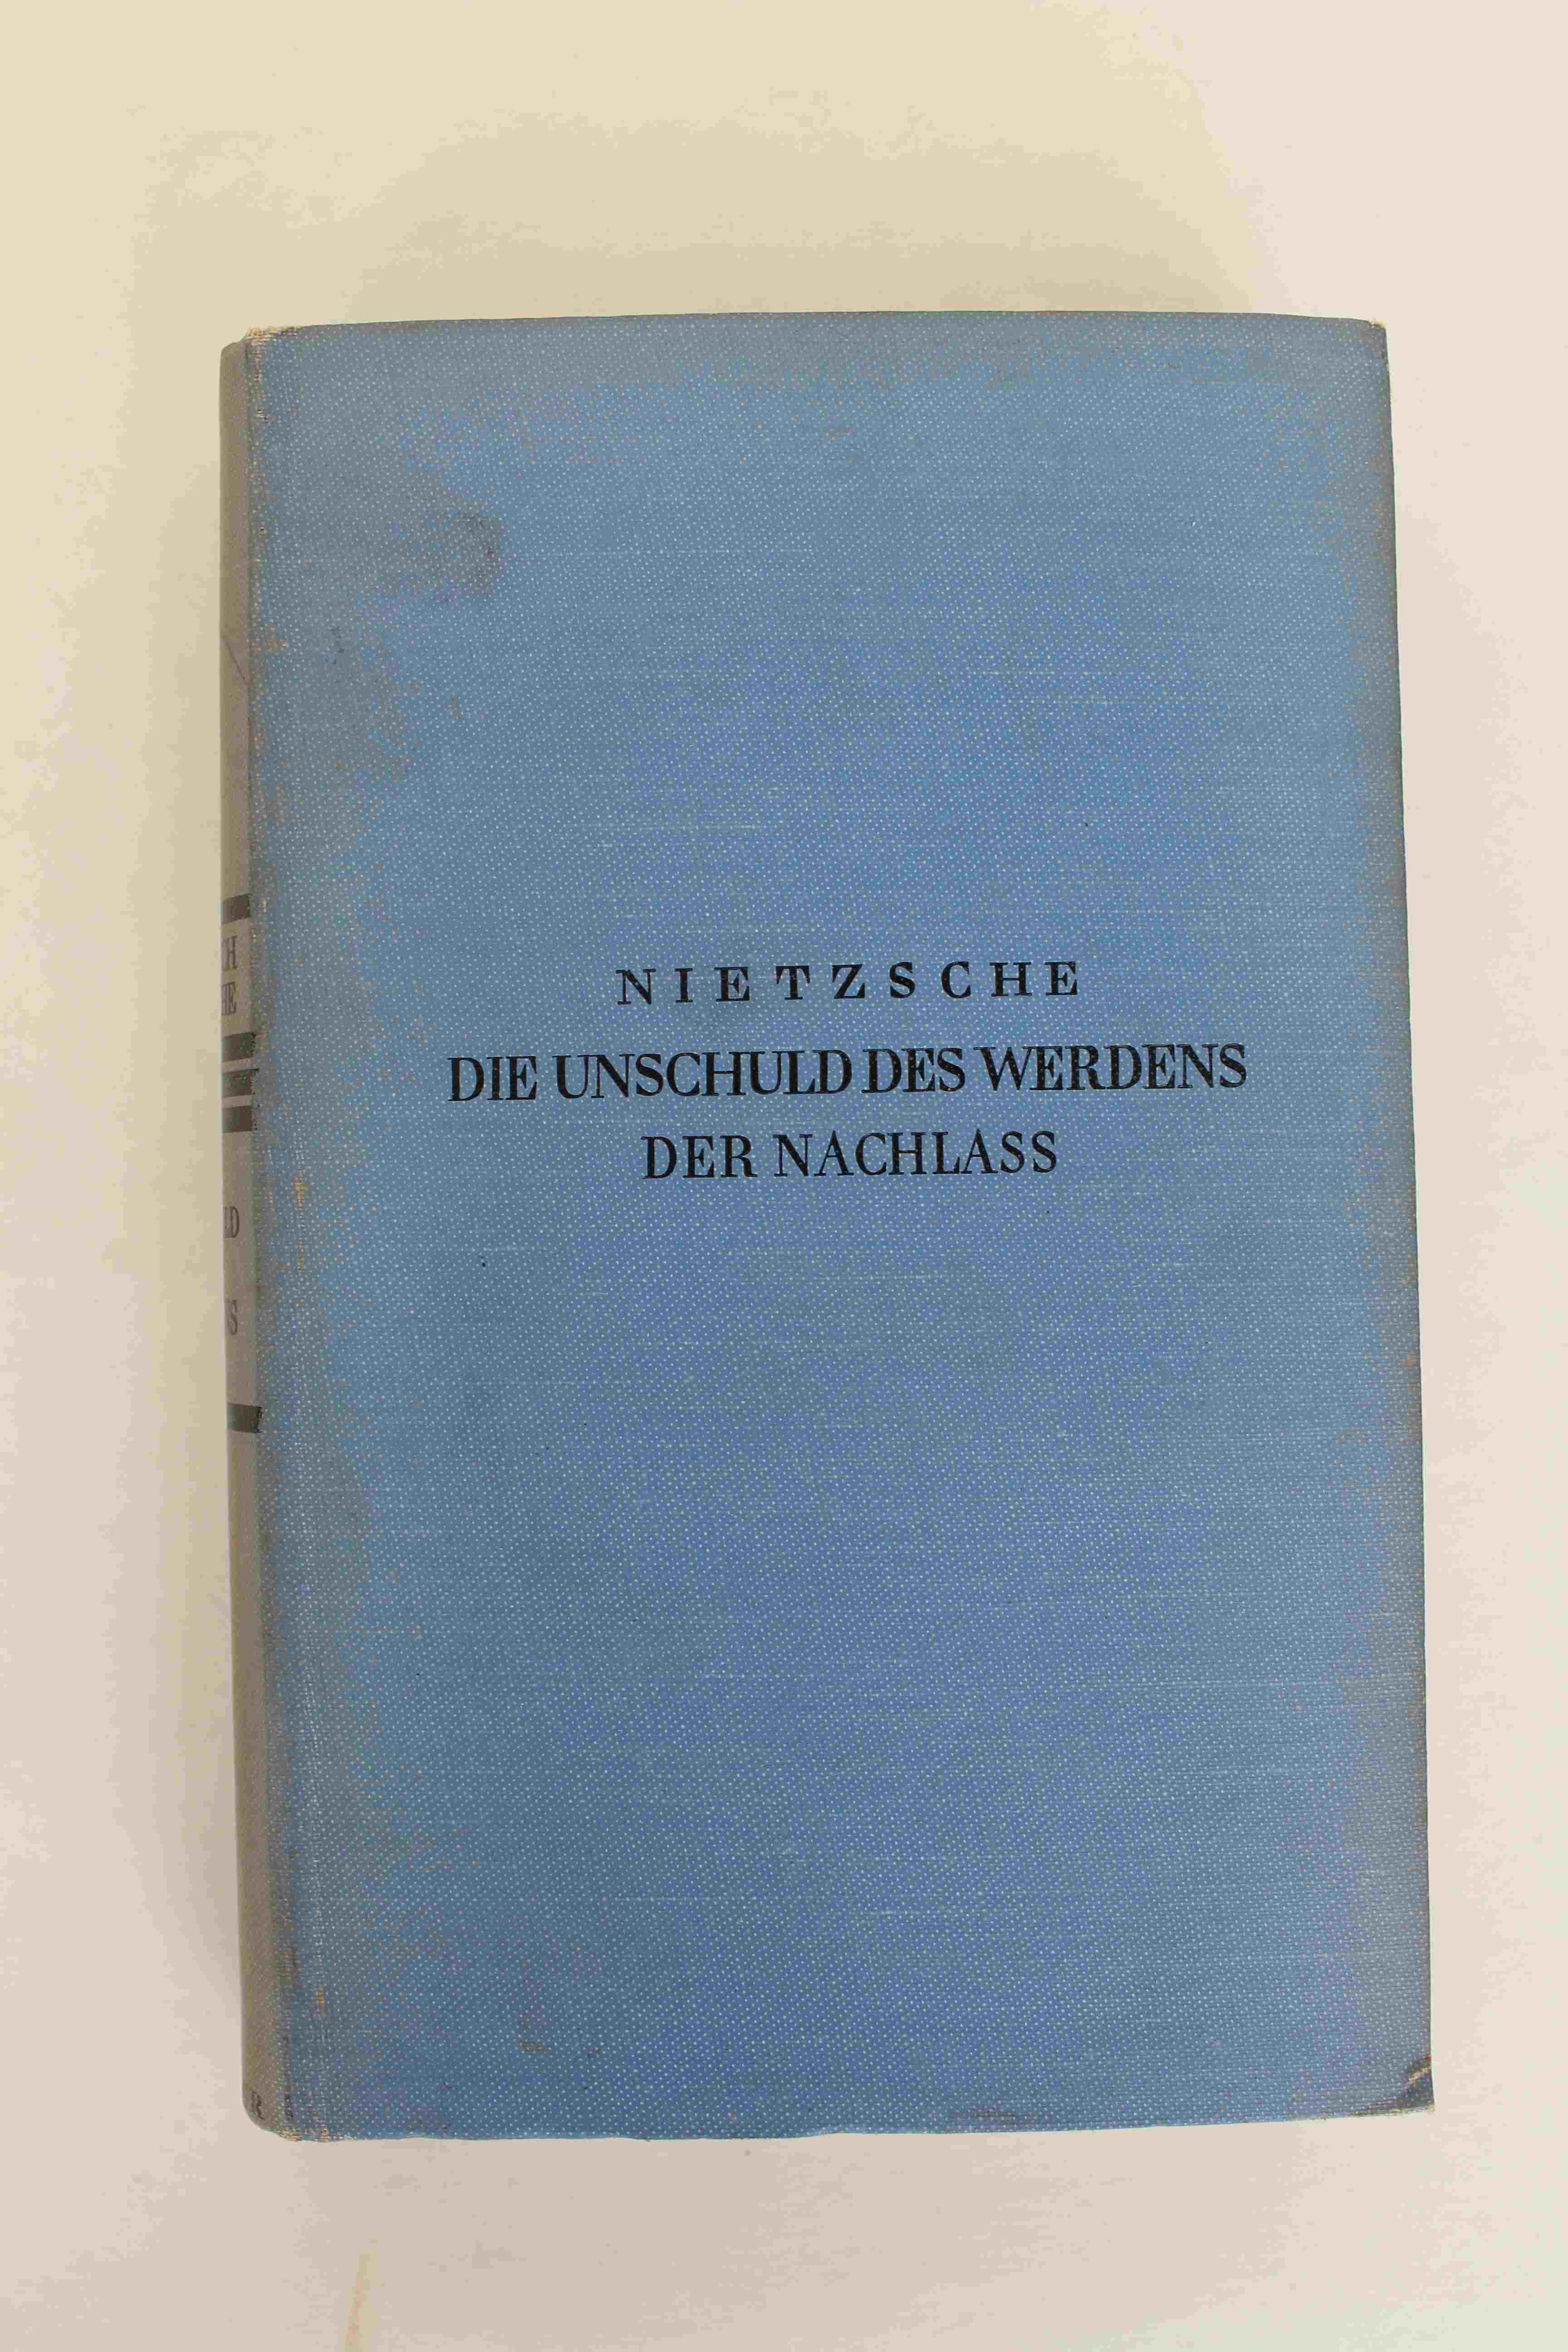 NIETZSCHE
DIE UNSCHULD DES WERDENS
DER NACHLASS